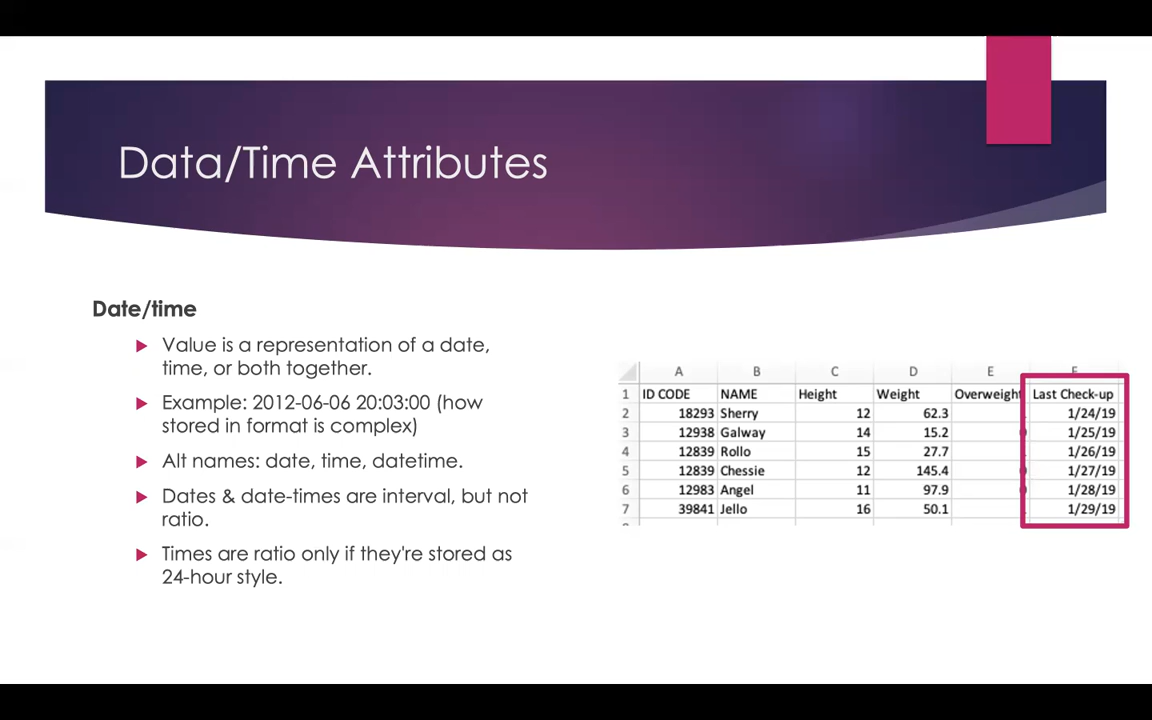 Data/Time Attributes
Date/time
Value is a representation of a date,
time, or both together.
Example: 2012-06-06 20:03:00 (how
stored in format is complex)
Alt names: date, time, datetime.
Dates & date-times are interval, but not
ratio.
Times are ratio only if they're stored as
24-hour style.
A B C D E
1 ID CODE NAME Height Weight Overweight Last Check-up
2 18293 Sherry 12 62.3 1/24/19
3 12938 Galway 14 15.2 1/25/19
4 12839 Rollo 15 27.7 1/26/19
5 12839 Chessie 12 145.4 1/27/19
6 12983 Angel 11 97.9 1/28/19
7 39841 Jello 16 50.1 1/29/19